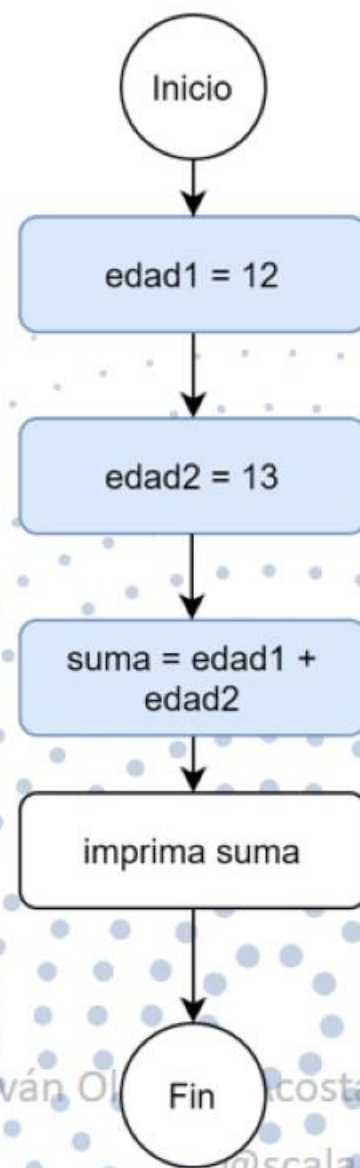 Inicio
edad1 = 12
edad2 = 13
suma = edad1 +
edad2
imprima suma
Fin